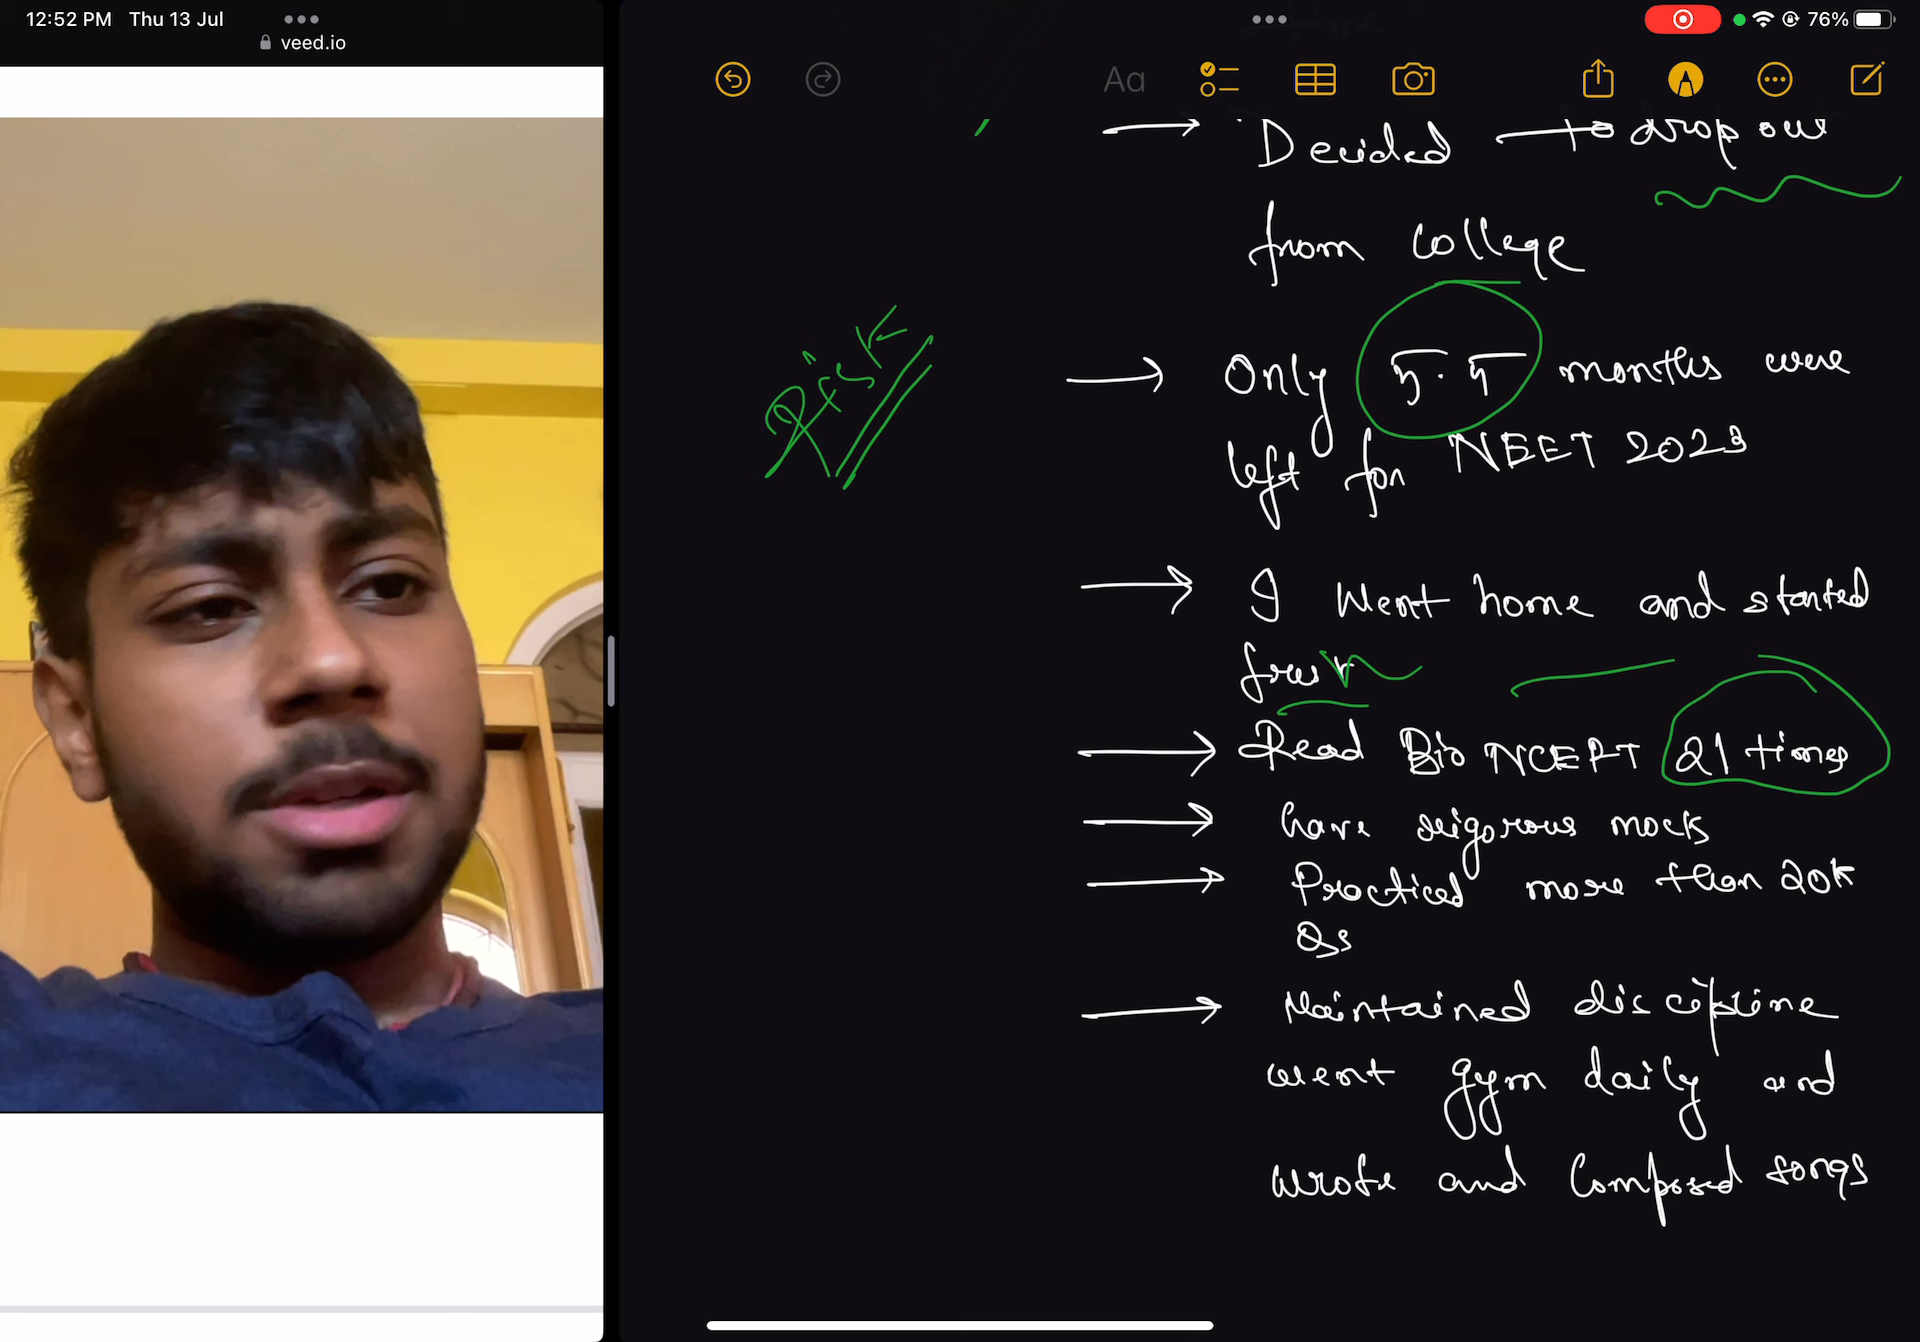 12:52 PM Thu 13 Jul
veed.io
76%
Aa
Decided to drop out
from college
Risk
Only 5.5 months were
left for NEET 2023
I went home and started
Read Bio NCERT 21 times
Gave rigorous mocks
Practiced more than 20k
Qs
Maintained discipline
went gym daily and
wrote and Composed songs